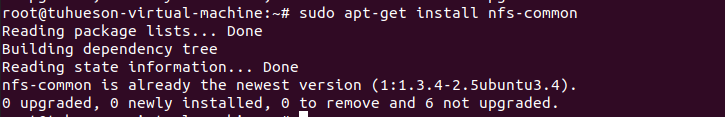 root@tuhueson-virtual-machine:~# sudo apt-get install nfs-common
Reading package lists... Done
Building dependency tree
Reading state information... Done
nfs-common is already the newest version (1:1.3.4-2.5ubuntu3.4).
0 upgraded, 0 newly installed, 0 to remove and 6 not upgraded.